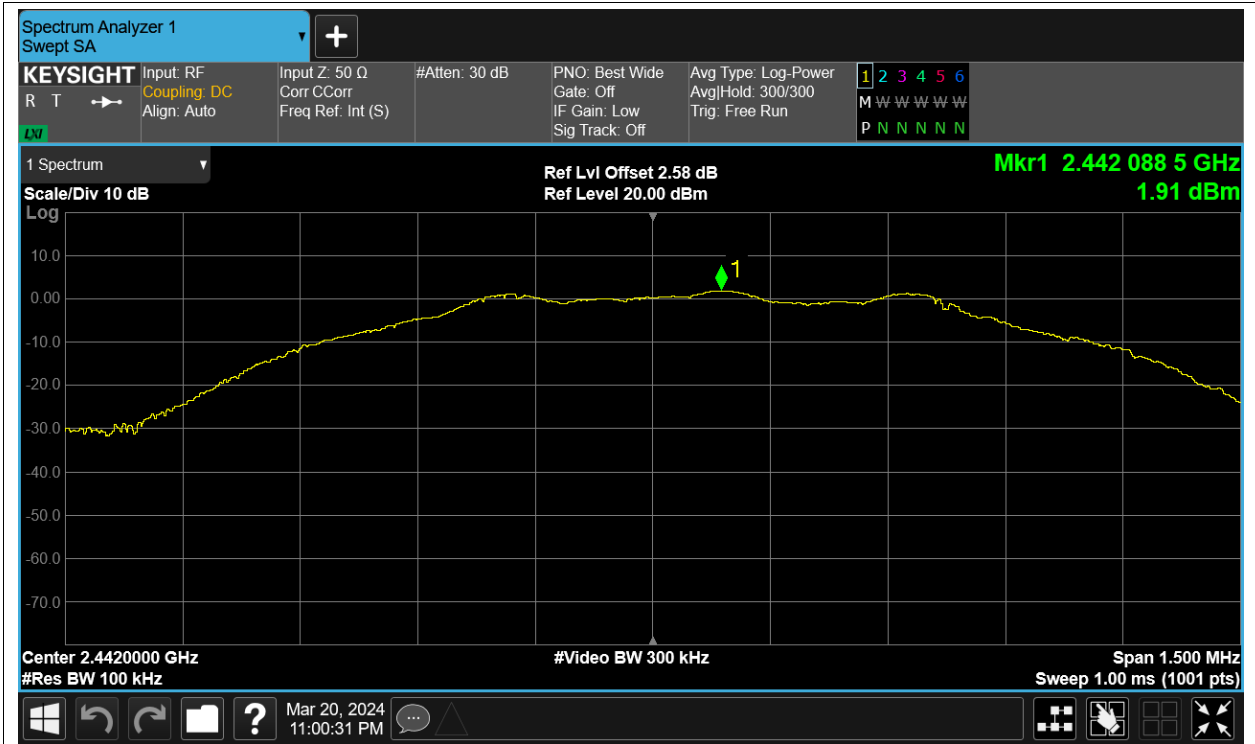 Spectrum Analyzer 1
Swept SA
+
KEYSIGHT
R T
LXI
Input: RF
Coupling: DC
Align: Auto
Input Z: 50 Ω
Corr CCorr
Freq Ref: Int (S)
#Atten: 30 dB
PNO: Best Wide
Gate: Off
IF Gain: Low
Sig Track: Off
Avg Type: Log-Power
Avg|Hold: 300/300
Trig: Free Run
1 2 3 4 5 6
M W W W W W
P N N N N N
1 Spectrum
Scale/Div 10 dB
Log
Ref Lvl Offset 2.58 dB
Ref Level 20.00 dBm
Mkr1 2.442 088 5 GHz
1.91 dBm
1
10.0
0.00
-10.0
-20.0
-30.0
-40.0
-50.0
-60.0
-70.0
Center 2.4420000 GHz
#Res BW 100 kHz
#Video BW 300 kHz
Span 1.500 MHz
Sweep 1.00 ms (1001 pts)
?
Mar 20, 2024
11:00:31 PM